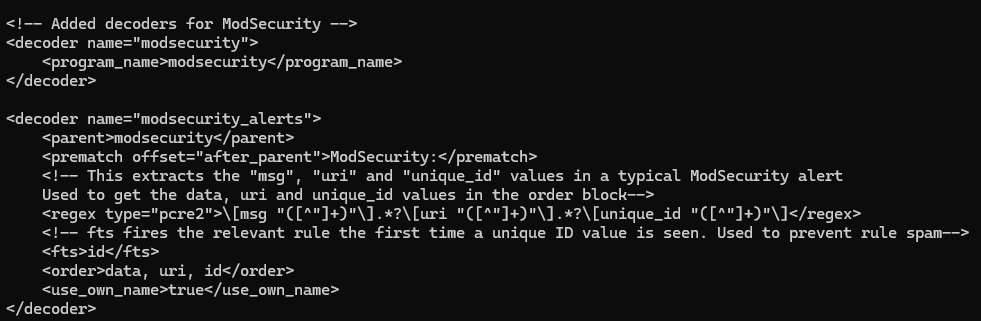 <!-- Added decoders for ModSecurity -->
<decoder name="modsecurity">
    <program_name>modsecurity</program_name>
</decoder>

<decoder name="modsecurity_alerts">
    <parent>modsecurity</parent>
    <prematch offset="after_parent">ModSecurity:</prematch>
    <!-- This extracts the "msg", "uri" and "unique_id" values in a typical ModSecurity alert
    Used to get the data, uri and unique_id values in the order block-->
    <regex type="pcre2">\[msg "([^"]+)"\].*?\[uri "([^"]+)"\].*?\[unique_id "([^"]+)"\]</regex>
    <!-- fts fires the relevant rule the first time a unique ID value is seen. Used to prevent rule spam-->
    <fts>id</fts>
    <order>data, uri, id</order>
    <use_own_name>true</use_own_name>
</decoder>